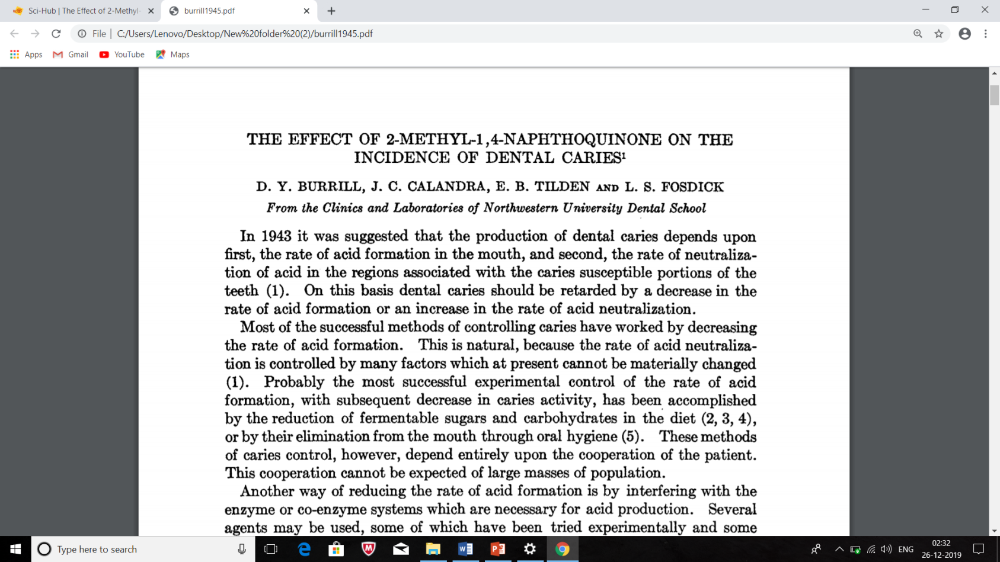 Sci-Hub | The Effect of 2-Methyl-
burrill1945.pdf
File | C:/Users/Lenovo/Desktop/New%20folder%20(2)/burrill1945.pdf
Apps Gmail YouTube Maps
THE EFFECT OF 2-METHYL-1,4-NAPHTHOQUINONE ON THE
INCIDENCE OF DENTAL CARIES¹
D. Y. BURRILL, J. C. CALANDRA, E. B. TILDEN AND L. S. FOSDICK
From the Clinics and Laboratories of Northwestern University Dental School
In 1943 it was suggested that the production of dental caries depends upon
first, the rate of acid formation in the mouth, and second, the rate of neutraliza-
tion of acid in the regions associated with the caries susceptible portions of the
teeth (1). On this basis dental caries should be retarded by a decrease in the
rate of acid formation or an increase in the rate of acid neutralization.
Most of the successful methods of controlling caries have worked by decreasing
the rate of acid formation. This is natural, because the rate of acid neutraliza-
tion is controlled by many factors which at present cannot be materially changed
(1). Probably the most successful experimental control of the rate of acid
formation, with subsequent decrease in caries activity, has been accomplished
by the reduction of fermentable sugars and carbohydrates in the diet (2, 3, 4),
or by their elimination from the mouth through oral hygiene (5). These methods
of caries control, however, depend entirely upon the cooperation of the patient.
This cooperation cannot be expected of large masses of population.
Another way of reducing the rate of acid formation is by interfering with the
enzyme or co-enzyme systems which are necessary for acid production. Several
agents may be used, some of which have been tried experimentally and some
Type here to search
ENG
02:32
26-12-2019